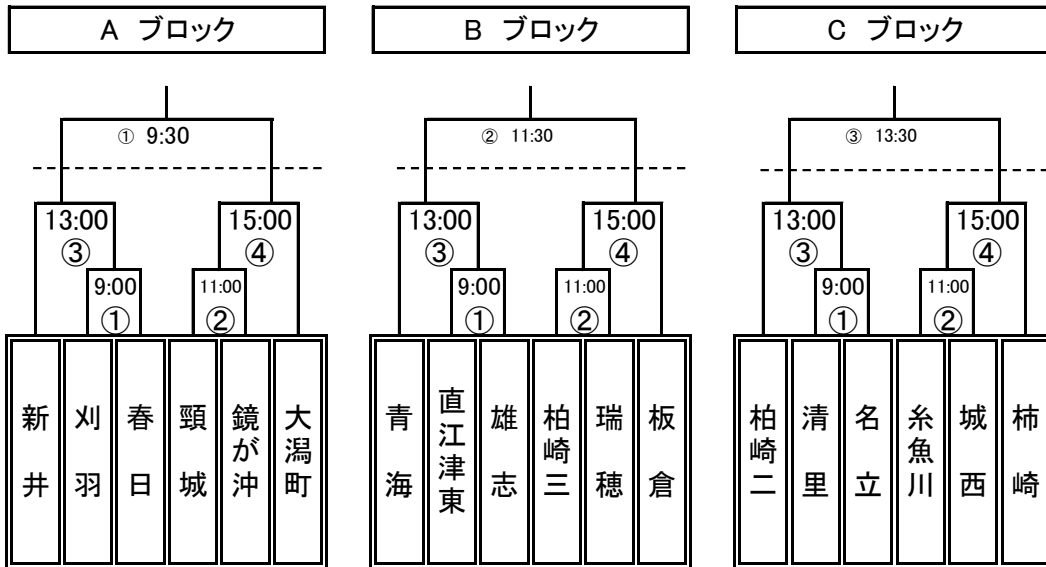 A ブロック
B ブロック
C ブロック
① 9:30
② 11:30
③ 13:30
13:00
15:00
13:00
15:00
13:00
15:00
③
④
③
④
③
④
9:00
11:00
9:00
11:00
9:00
11:00
①
②
①
②
①
②
新井
刈羽
春日
頸城
鏡が沖
大潟町
青海
直江津東
雄志
柏崎三
瑞穂
板倉
柏崎二
清里
名立
糸魚川
城西
柿崎